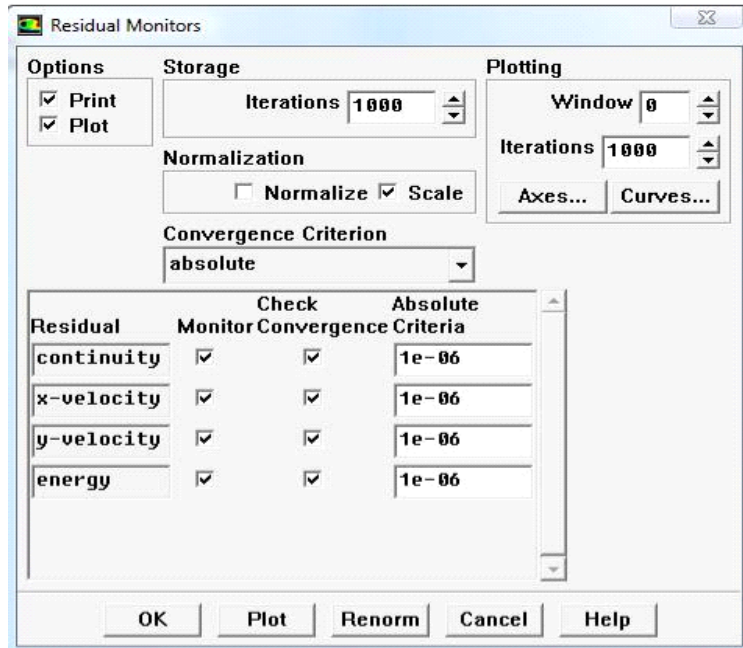 Residual Monitors
Options
Print
Plot
Storage
Iterations 1000
Normalization
Normalize Scale
Convergence Criterion
absolute
Plotting
Window 0
Iterations 1000
Axes... Curves...
Residual Monitor Check Convergence Absolute Criteria
continuity 1e-06
x-velocity 1e-06
y-velocity 1e-06
energy 1e-06
OK Plot Renorm Cancel Help